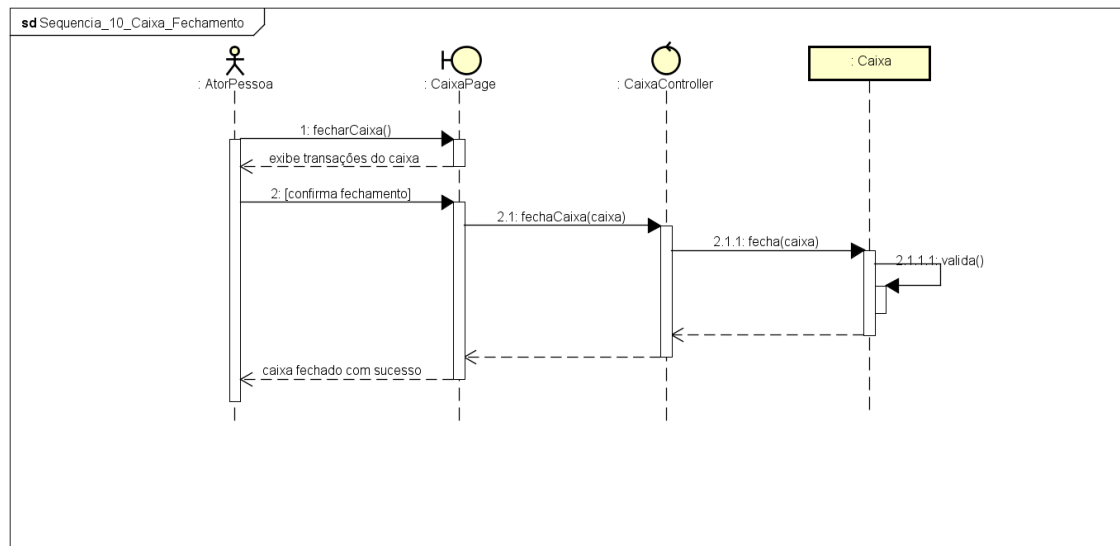 sd Sequencia_10_Caixa_Fechamento
: AtorPessoa
: CaixaPage
: CaixaController
: Caixa
1: fecharCaixa()
exibe transações do caixa
2: [confirma fechamento]
2.1: fechaCaixa(caixa)
2.1.1: fecha(caixa)
2.1.1.1: valida()
caixa fechado com sucesso